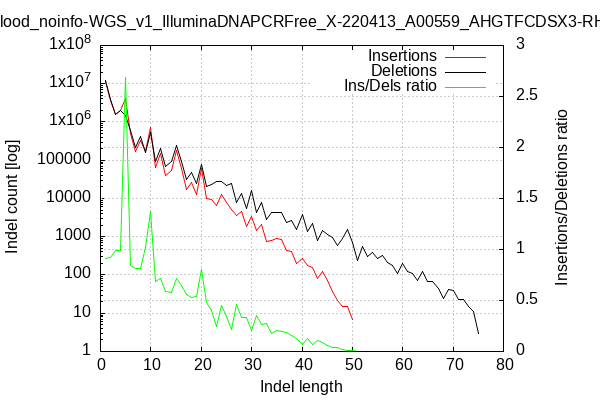 lood_noinfo-WGS_v1_IlluminaDNAPCRFree_X-220413_A00559_AHGTFCDSX3-RH
Insertions
Deletions
Ins/Dels ratio
1x10^8
1x10^7
1x10^6
100000
10000
1000
100
10
1
3
2.5
2
1.5
1
0.5
0
0 10 20 30 40 50 60 70 80
Indel count [log]
Insertions/Deletions ratio
Indel length